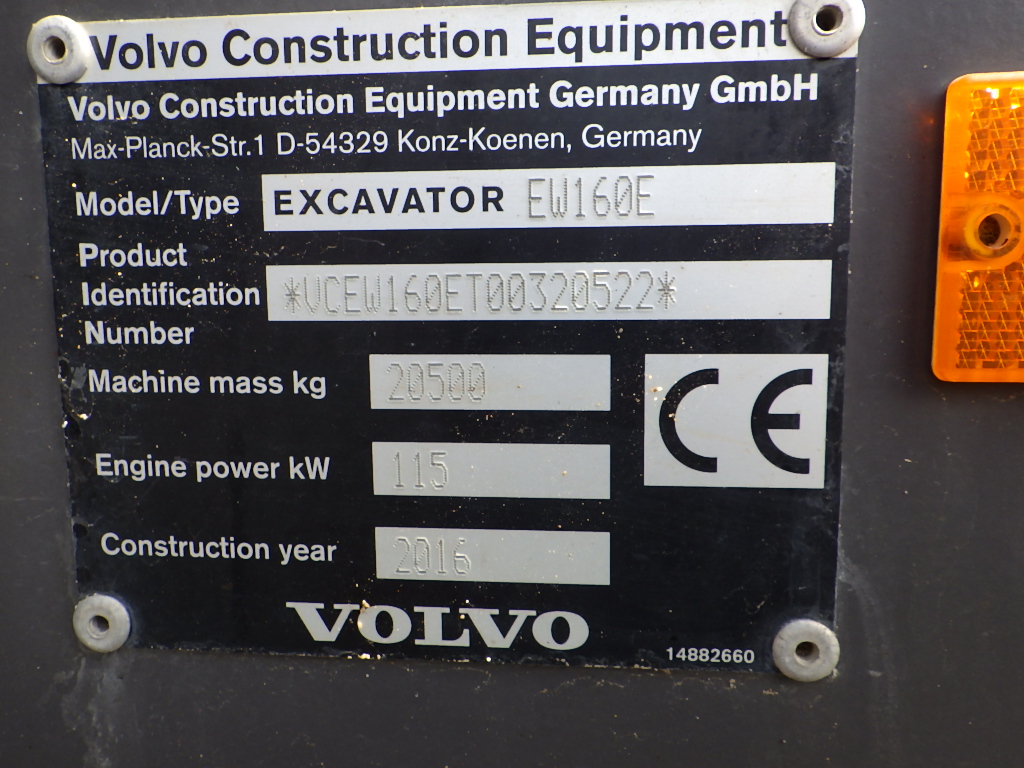 Volvo Construction Equipment
Volvo Construction Equipment Germany GmbH
Max-Planck-Str.1 D-54329 Konz-Koenen, Germany
Model/Type EXCAVATOR EW160E
Product
Identification *VCEW160ET00320522*
Number
Machine mass kg 20500
CE
Engine power kW 115
Construction year 2016
VOLVO
14882660